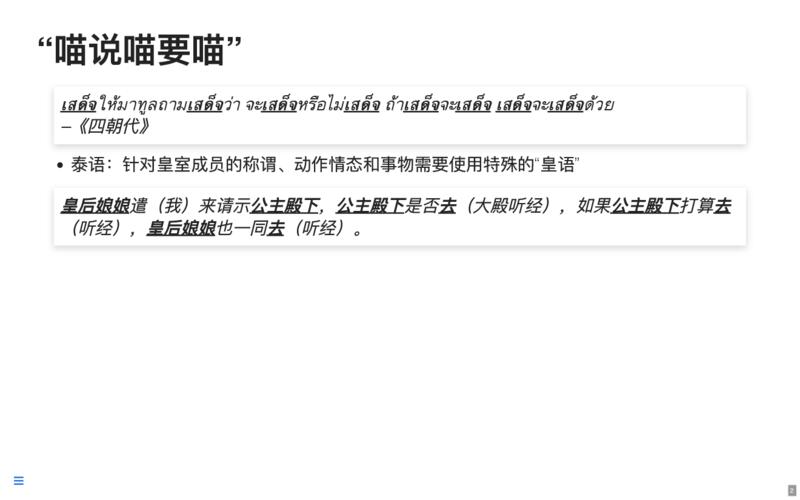 “喵说喵要喵”
เสด็จให้มาทูลถามเสด็จว่า จะเสด็จหรือไม่เสด็จ ถ้าเสด็จจะเสด็จ เสด็จจะเสด็จด้วย
–《四朝代》
• 泰语：针对皇室成员的称谓、动作情态和事物需要使用特殊的“皇语”
皇后娘娘遣（我）来请示公主殿下，公主殿下是否去（大殿听经），如果公主殿下打算去
（听经），皇后娘娘也一同去（听经）。
2